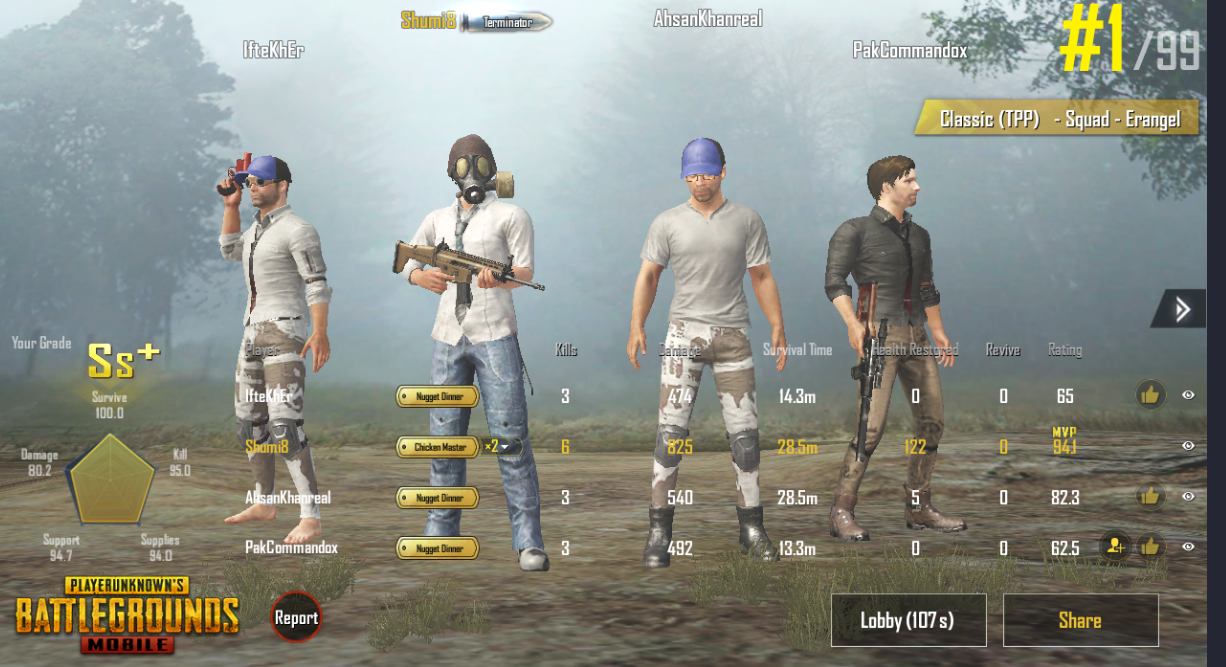 Shumi8 Terminator
AhsanKhanreal
IfteKhEr
PakCommandox
#1/99
Classic (TPP) - Squad - Erangel
Your Grade
Ss+
Survive
100.0
Damage
80.2
Kill
95.0
Support
94.7
Supplies
94.0
Player Kills Damage Survival Time Health Restored Revive Rating
IfteKhEr Nugget Dinner 3 474 14.3m 0 0 65
MVP
Shumi8 Chicken Master ×2 6 825 28.5m 122 0 94.1
AhsanKhanreal Nugget Dinner 3 540 28.5m 5 0 82.3
PakCommandox Nugget Dinner 3 492 13.3m 0 0 62.5
PLAYERUNKNOWN'S
BATTLEGROUNDS
MOBILE
Report
Lobby (107 s)
Share